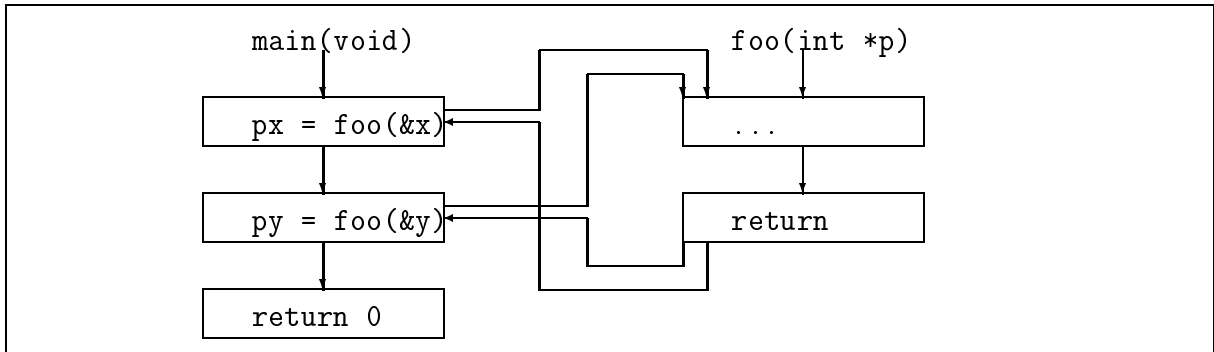 main(void)
foo(int *p)
px = foo(&x)
...
py = foo(&y)
return
return 0